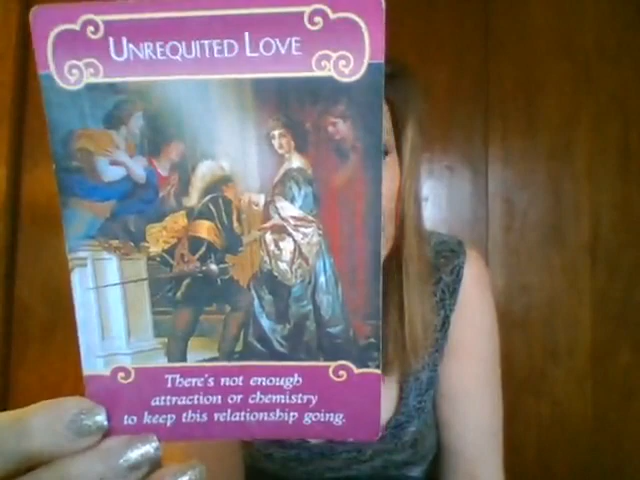 UNREQUITED LOVE
There's not enough
attraction or chemistry
to keep this relationship going.